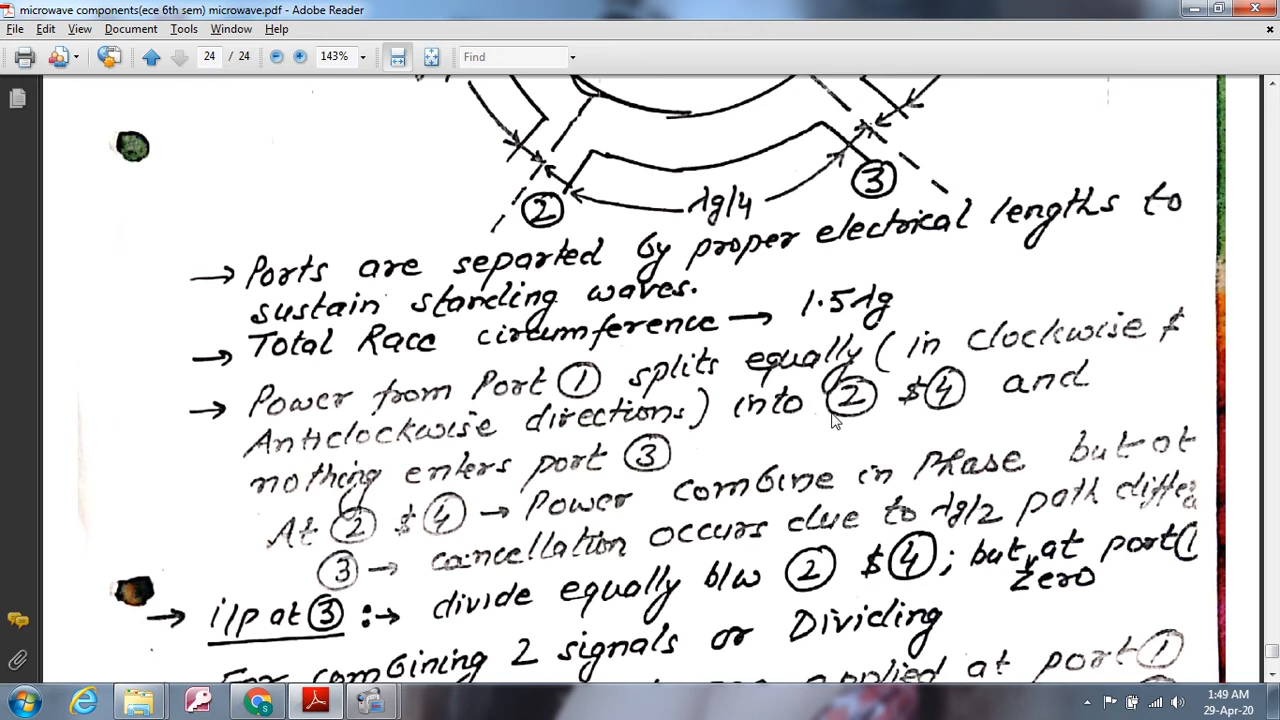 microwave components(ece 6th sem) microwave.pdf - Adobe Reader
File Edit View Document Tools Window Help
24 / 24 143% Find
λg/4
② ③
→ Ports are separted by proper electrical lengths to
sustain standing waves.
→ Total Race circumference → 1.5λg
→ Power from Port ① splits equally (in clockwise $
Anticlockwise directions) into ② $ ④ and
nothing enters port ③
At ② $ ④ → Power combine in Phase but at
③ → cancellation occurs due to λg/2 path differe
→ i/p at ③ :→ divide equally b/w ② $ ④; but at port(1
Zero
For combining 2 signals or Dividing
applied at port ①
1:49 AM
29-Apr-20